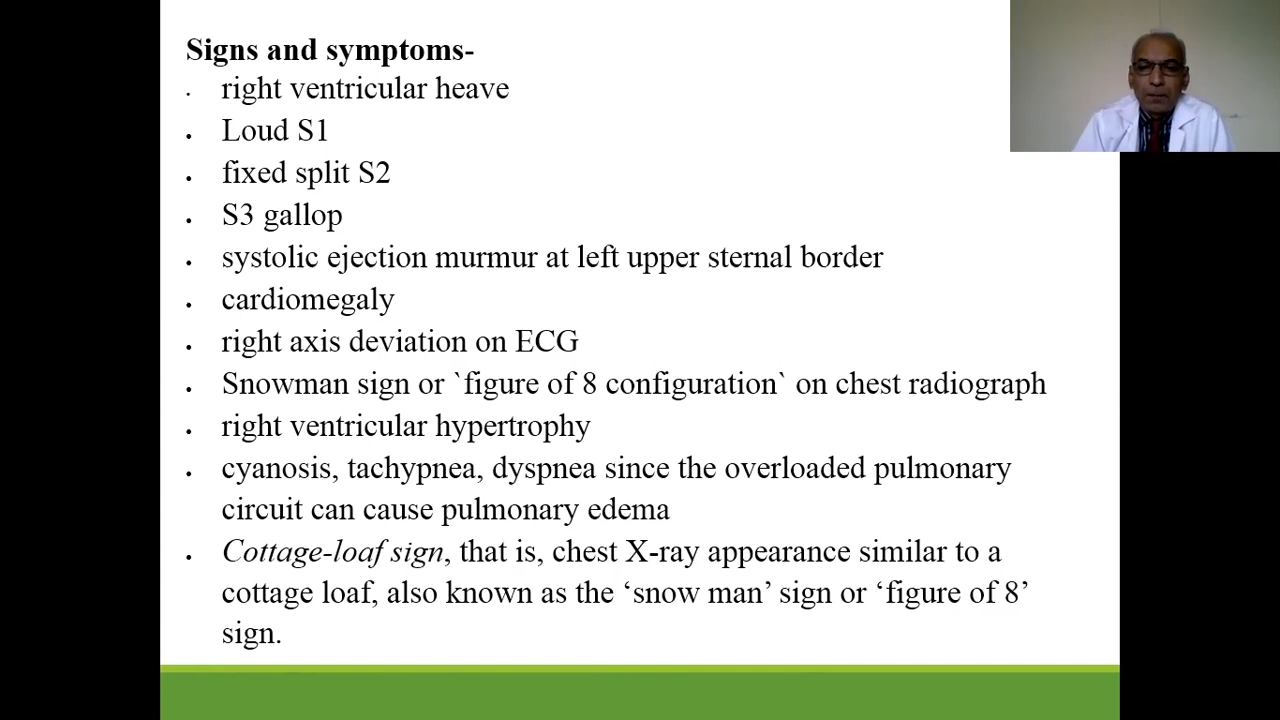 Signs and symptoms-
• right ventricular heave
• Loud S1
• fixed split S2
• S3 gallop
• systolic ejection murmur at left upper sternal border
• cardiomegaly
• right axis deviation on ECG
• Snowman sign or `figure of 8 configuration` on chest radiograph
• right ventricular hypertrophy
• cyanosis, tachypnea, dyspnea since the overloaded pulmonary
circuit can cause pulmonary edema
• Cottage-loaf sign, that is, chest X-ray appearance similar to a
cottage loaf, also known as the ‘snow man’ sign or ‘figure of 8’
sign.